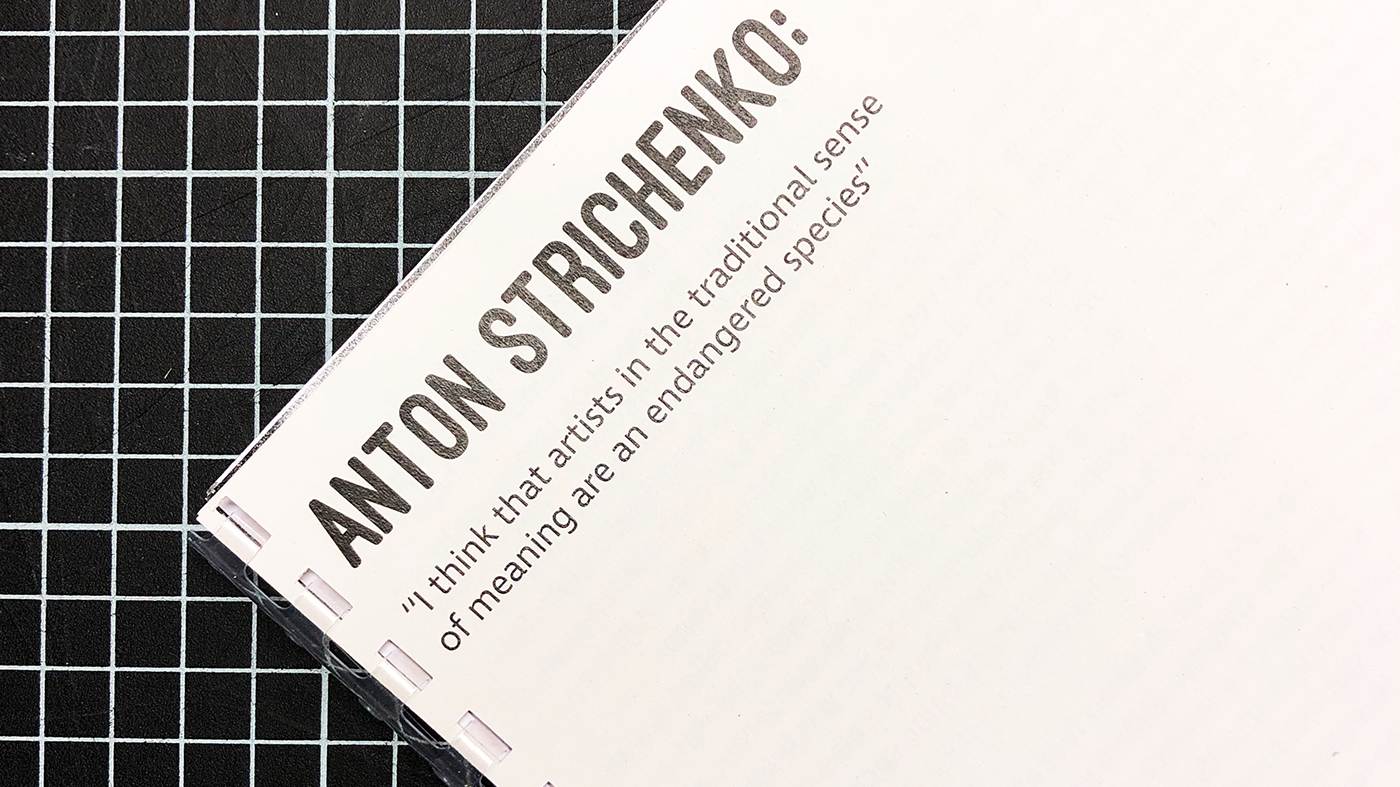 ANTON STRICHENKO:
“I think that artists in the traditional sense
of meaning are an endangered species”